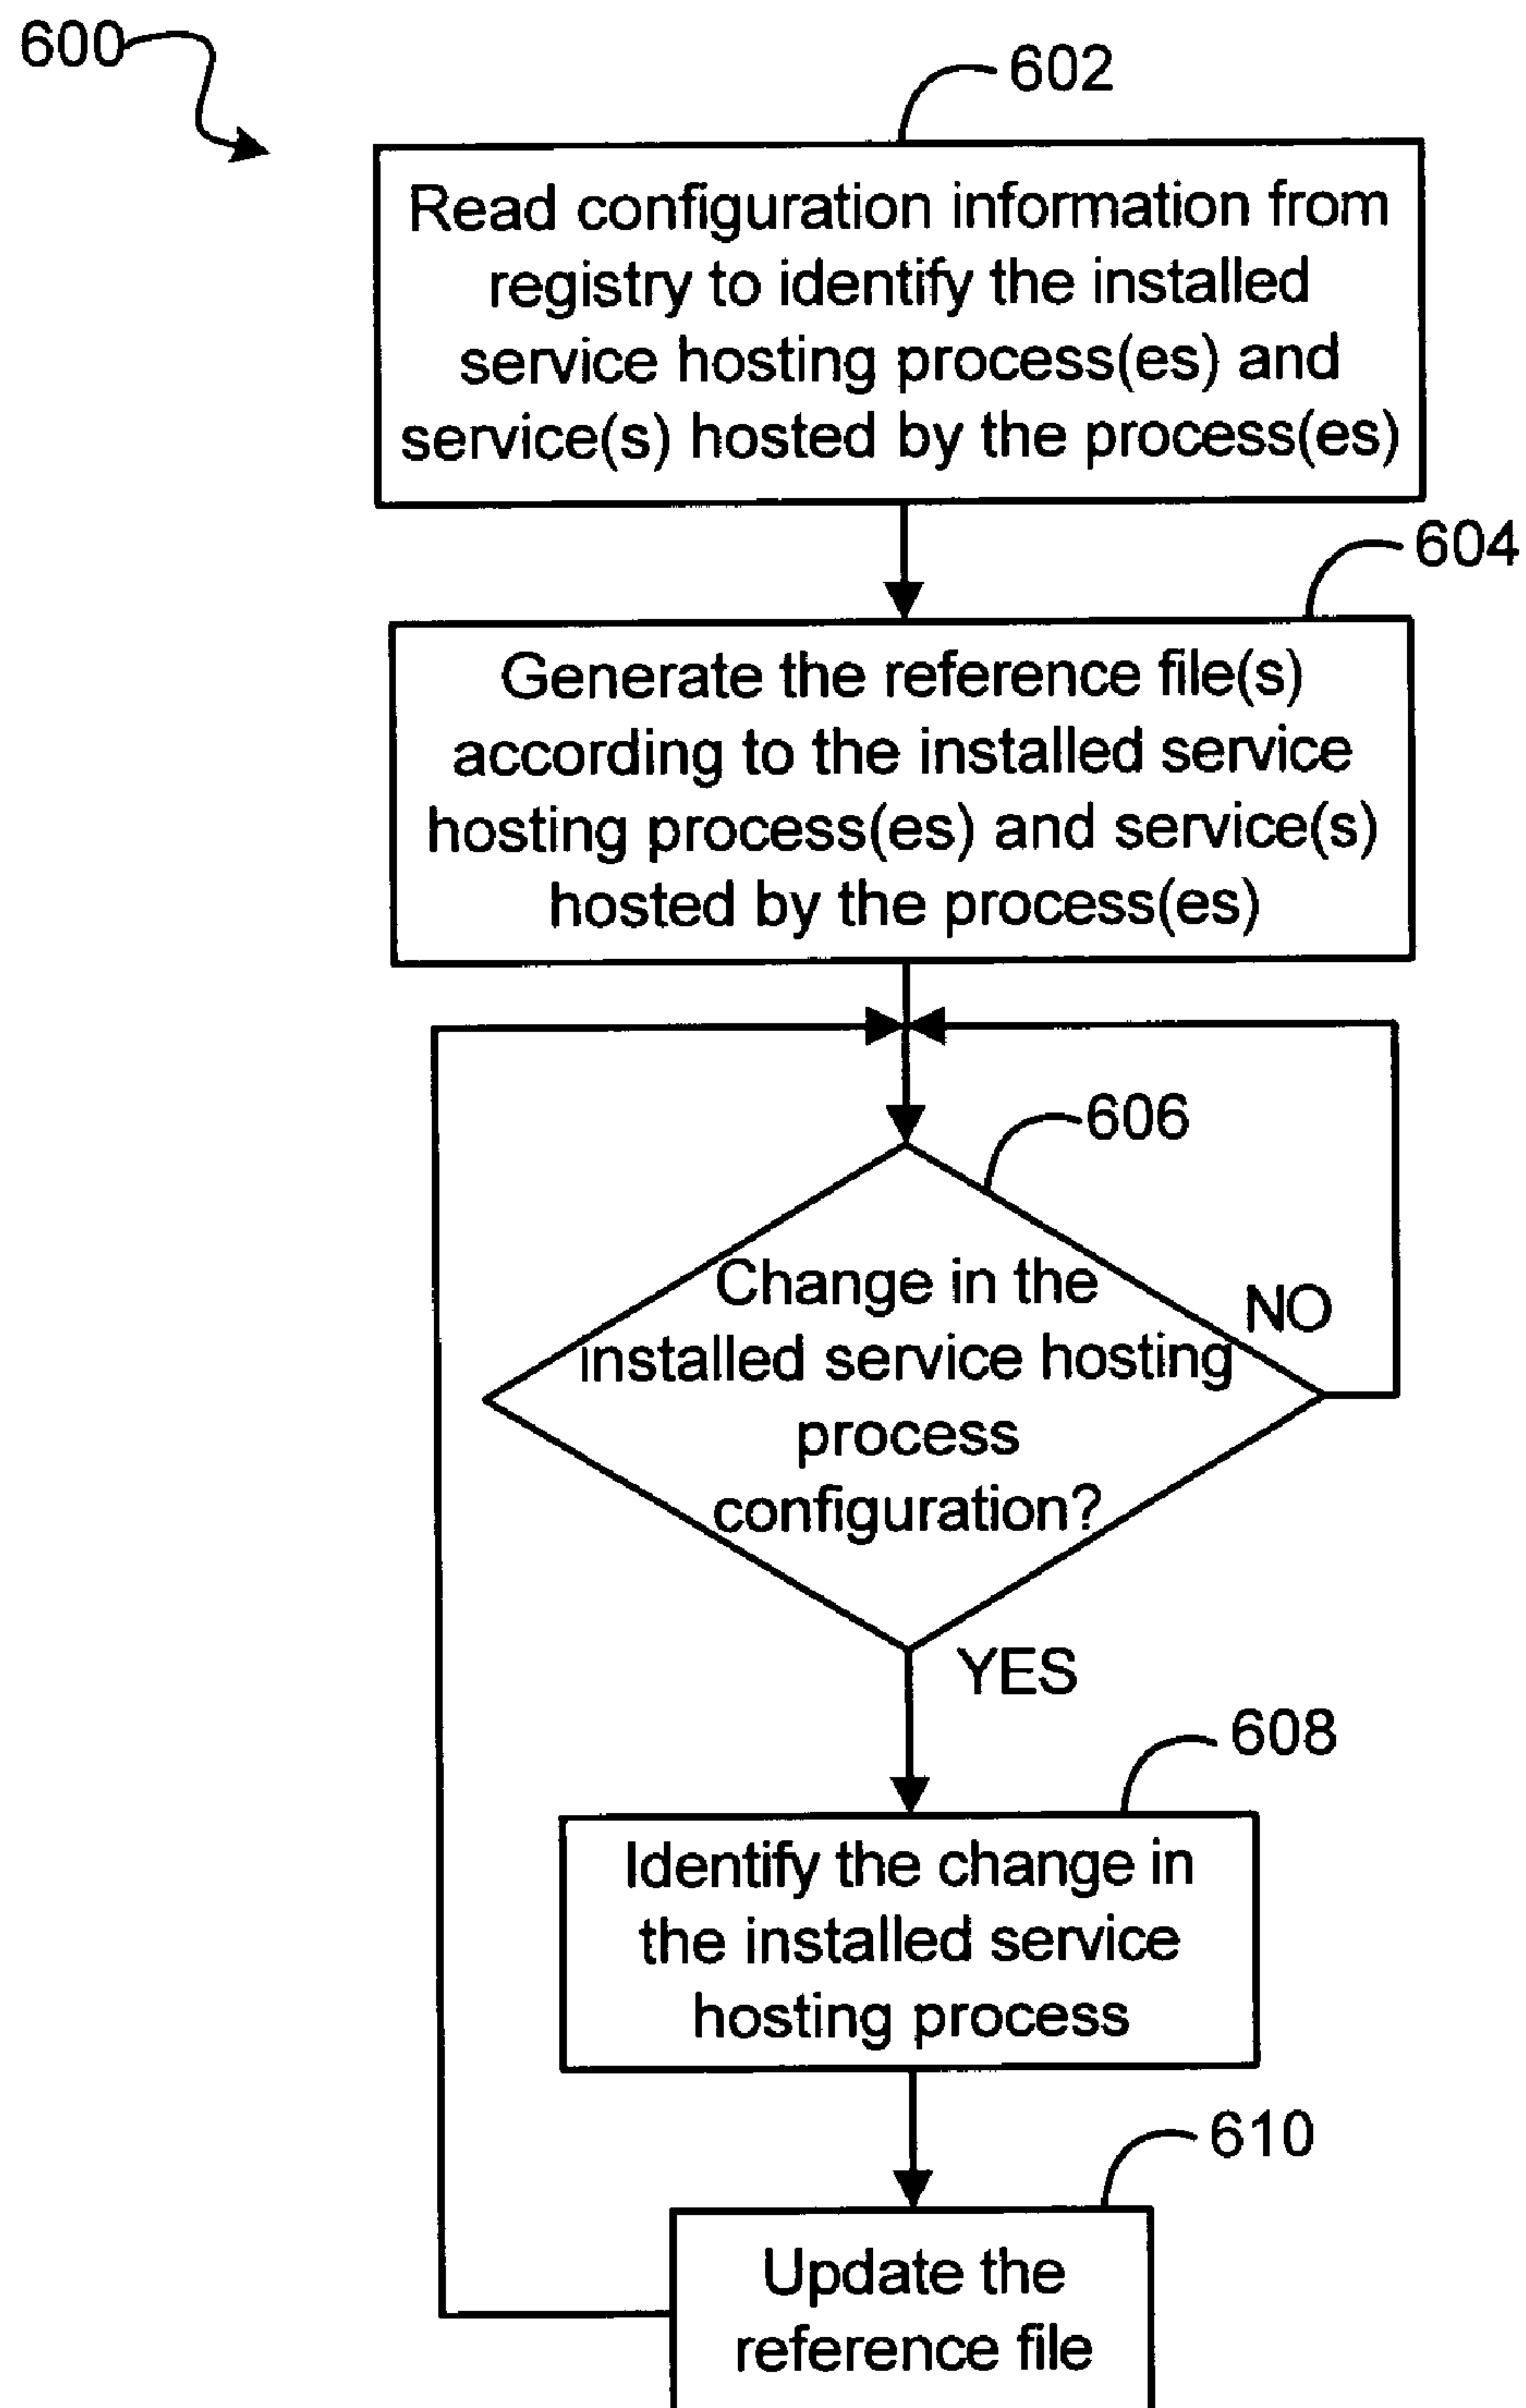 600
602
Read configuration information from
registry to identify the installed
service hosting process(es) and
service(s) hosted by the process(es)
604
Generate the reference file(s)
according to the installed service
hosting process(es) and service(s)
hosted by the process(es)
606
Change in the
installed service hosting
process
configuration?
NO
YES
608
Identify the change in
the installed service
hosting process
610
Update the
reference file